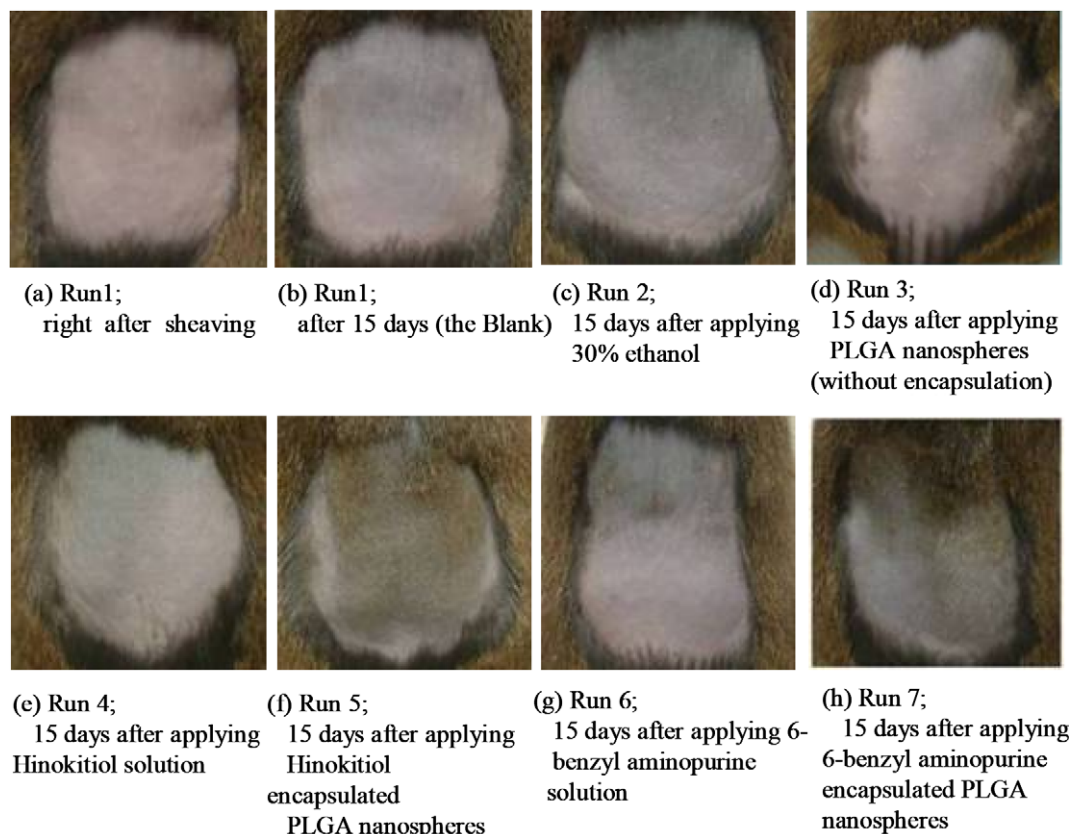 (a) Run1;
right after sheaving
(b) Run1;
after 15 days (the Blank)
(c) Run 2;
15 days after applying
30% ethanol
(d) Run 3;
15 days after applying
PLGA nanospheres
(without encapsulation)
(e) Run 4;
15 days after applying
Hinokitiol solution
(f) Run 5;
15 days after applying
Hinokitiol
encapsulated
PLGA nanospheres
(g) Run 6;
15 days after applying 6-
benzyl aminopurine
solution
(h) Run 7;
15 days after applying
6-benzyl aminopurine
encapsulated PLGA
nanospheres